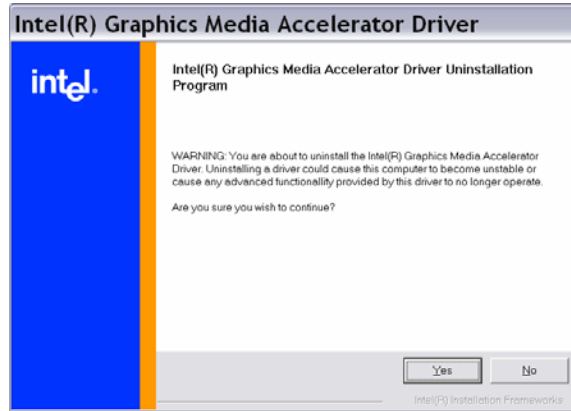 Intel(R) Graphics Media Accelerator Driver
intel.
Intel(R) Graphics Media Accelerator Driver Uninstallation
Program
WARNING: You are about to uninstall the Intel(R) Graphics Media Accelerator
Driver. Uninstalling a driver could cause this computer to become unstable or
cause any advanced functionallity provided by this driver to no longer operate.
Are you sure you wish to continue?
Yes
No
Intel(R) Installation Frameworks